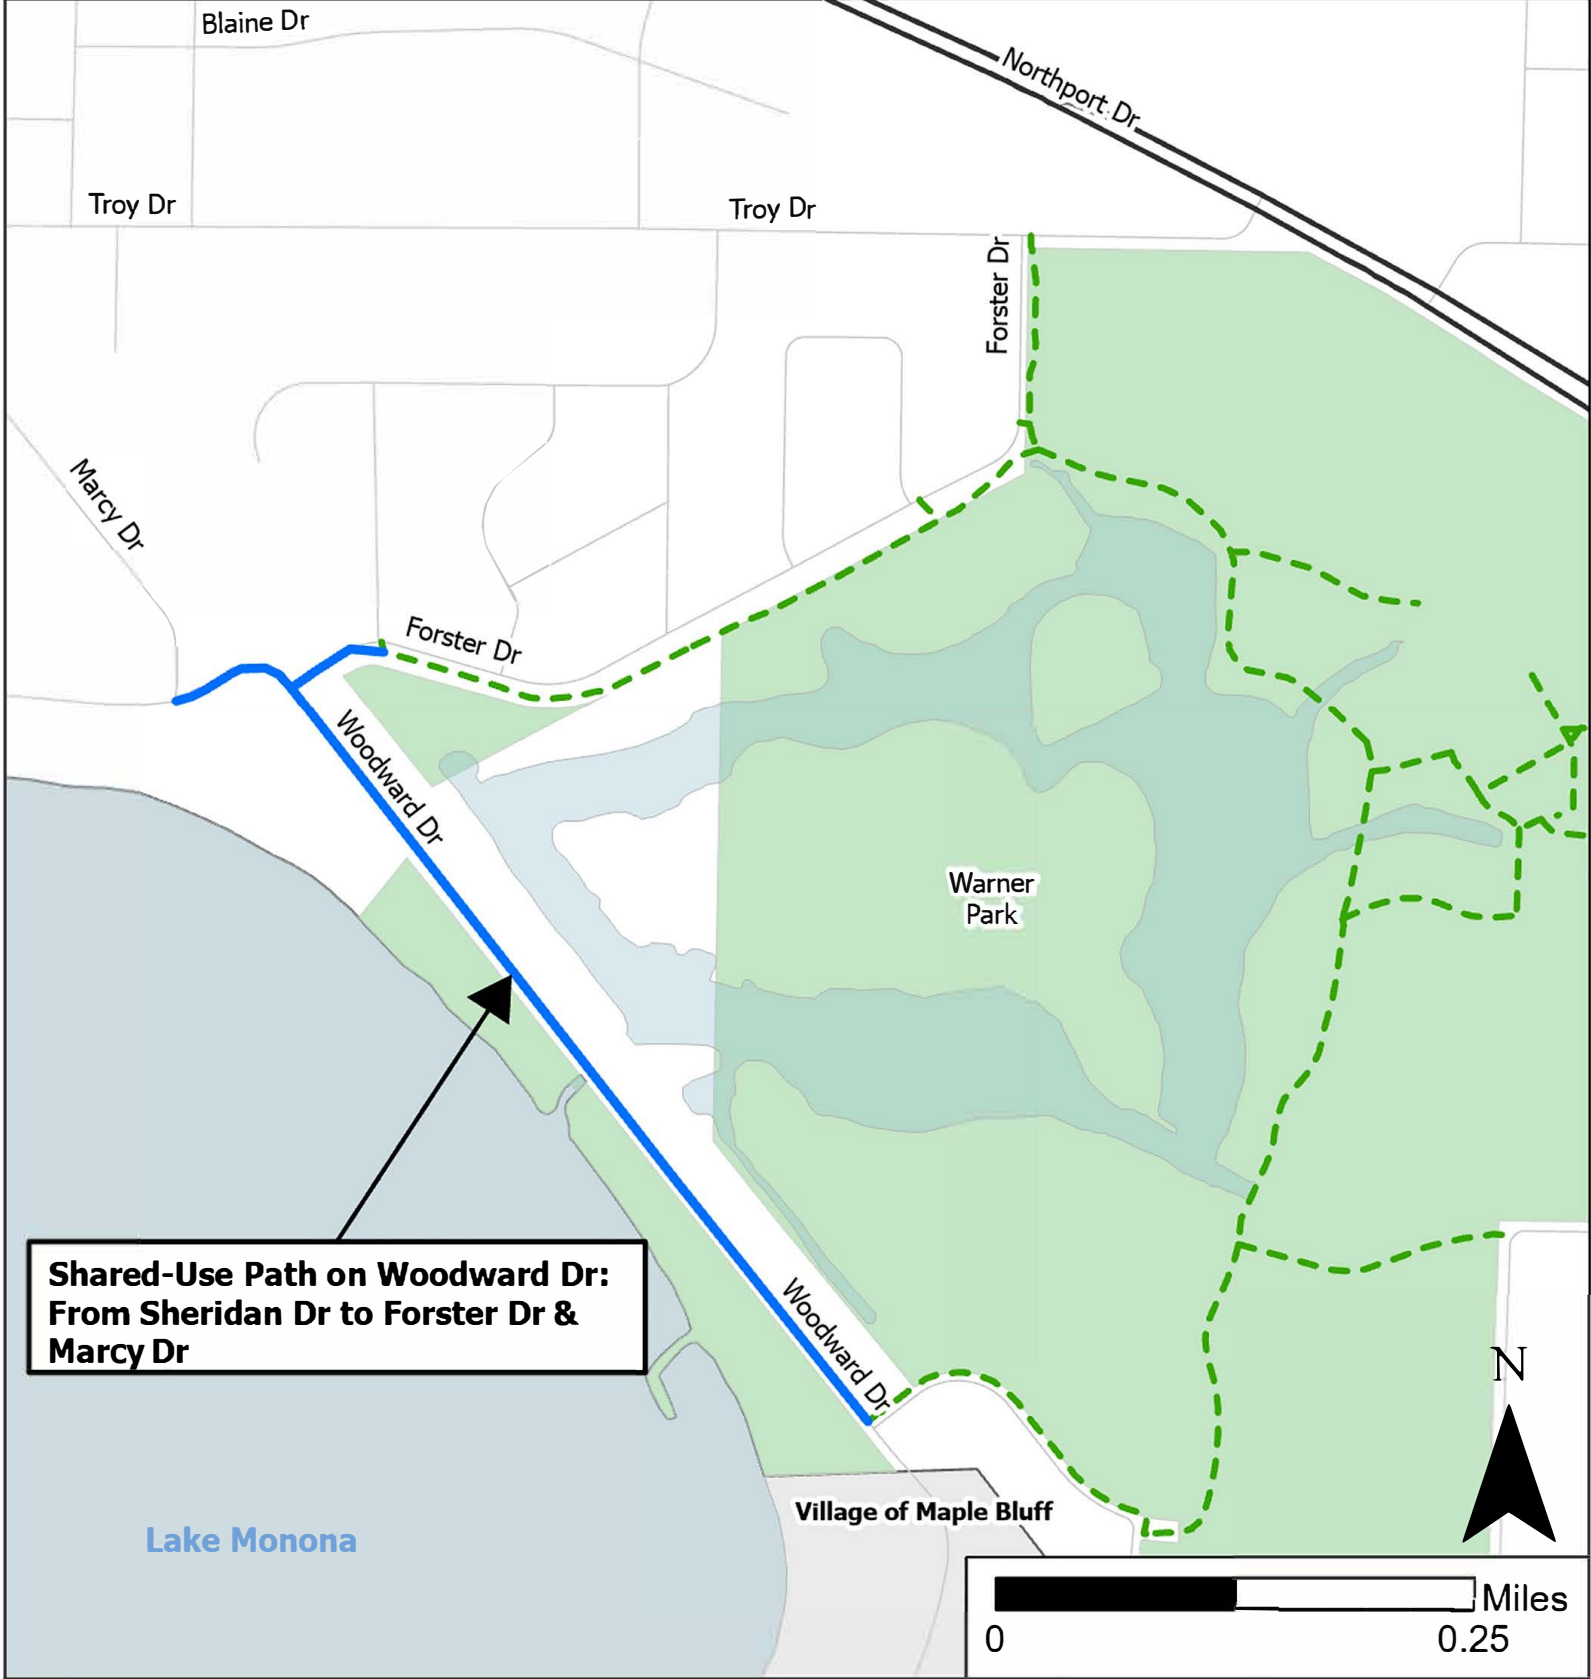 Blaine Dr
Northport Dr
Troy Dr
Troy Dr
Forster Dr
Marcy Dr
Forster Dr
Woodward Dr
Warner
Park
Shared-Use Path on Woodward Dr:
From Sheridan Dr to Forster Dr &
Marcy Dr
Woodward Dr
N
Village of Maple Bluff
Lake Monona
Miles
0
0.25